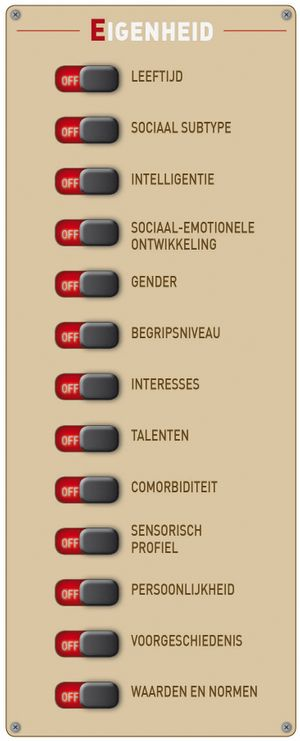 EIGENHEID
OFF LEEFTIJD
OFF SOCIAAL SUBTYPE
OFF INTELLIGENTIE
OFF SOCIAAL-EMOTIONELE
ONTWIKKELING
OFF GENDER
OFF BEGRIPSNIVEAU
OFF INTERESSES
OFF TALENTEN
OFF COMORBIDITEIT
OFF SENSORISCH
PROFIEL
OFF PERSOONLIJKHEID
OFF VOORGESCHIEDENIS
OFF WAARDEN EN NORMEN